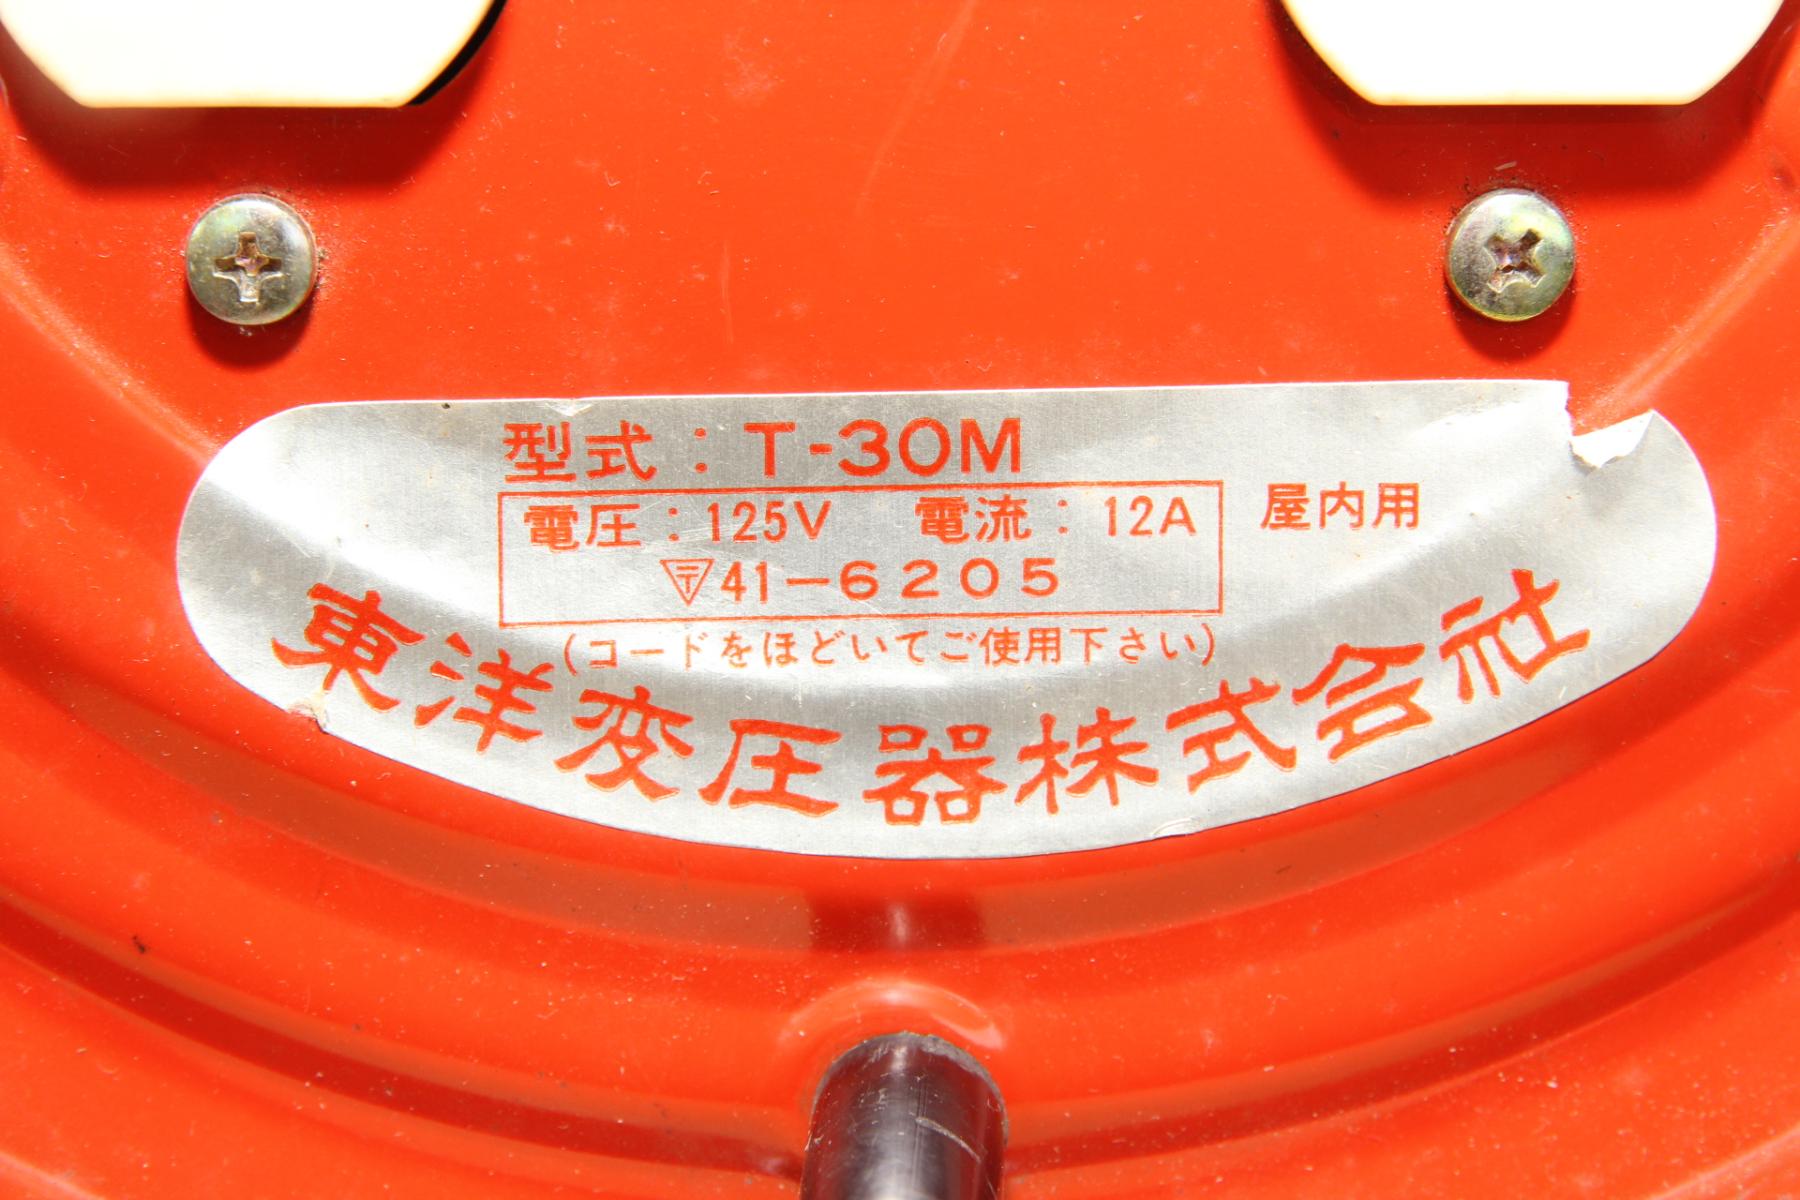 型式：T-30M
電圧：125V 電流：12A
屋内用
〒41-6205
(コードをほどいてご使用下さい)
東洋変圧器株式会社